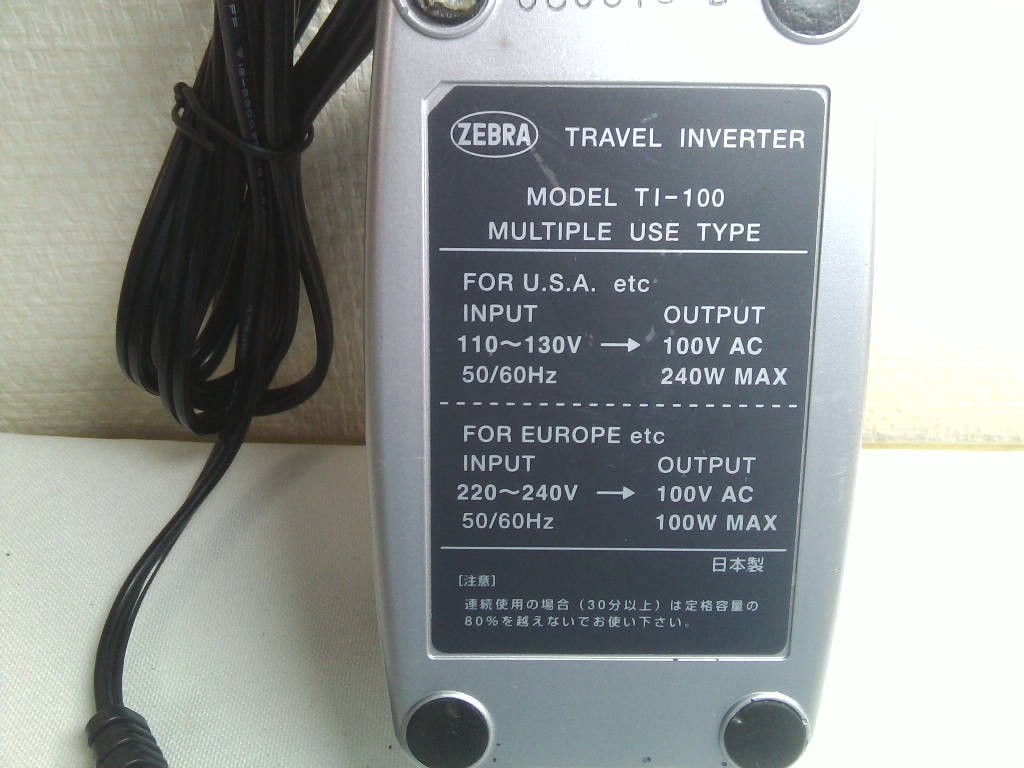 ZEBRA TRAVEL INVERTER
MODEL TI-100
MULTIPLE USE TYPE
FOR U.S.A. etc
INPUT OUTPUT
110～130V → 100V AC
50/60Hz 240W MAX
FOR EUROPE etc
INPUT OUTPUT
220～240V → 100V AC
50/60Hz 100W MAX
日本製
［注意］
連続使用の場合（30分以上）は定格容量の
80％を越えないでお使い下さい。